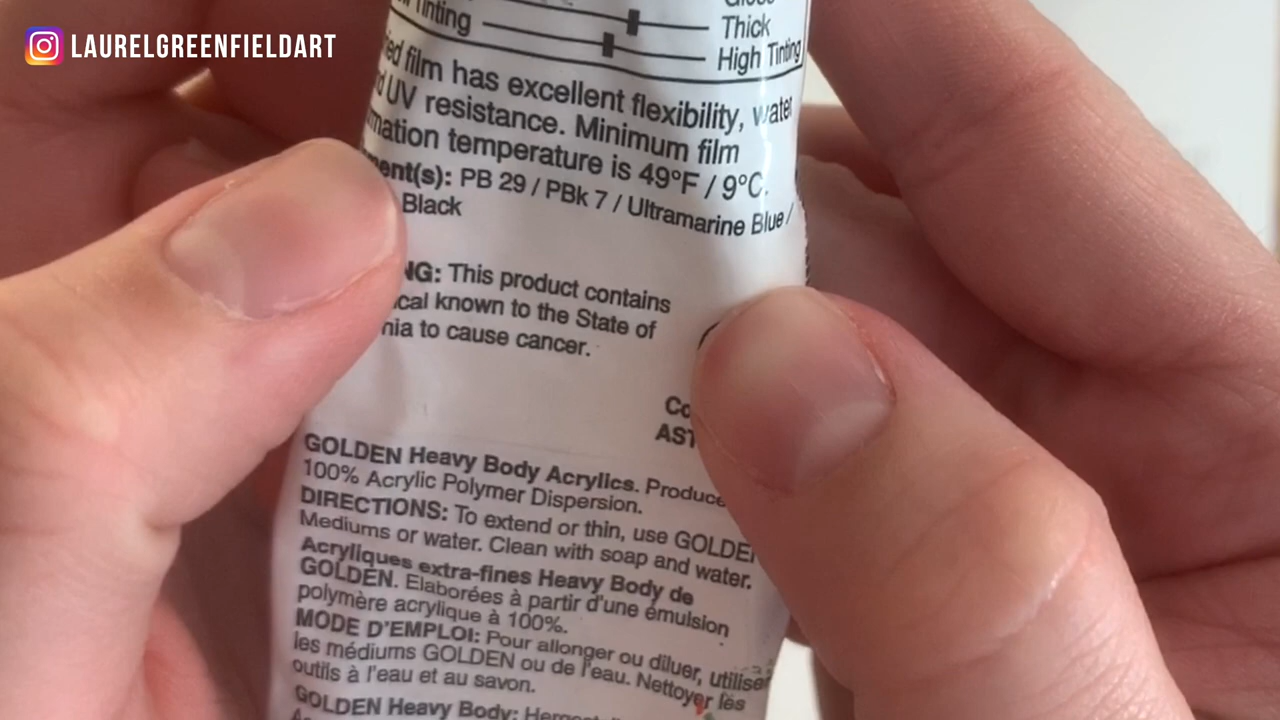 LAURELGREENFIELDART
Thick
High Tinting
film has excellent flexibility, water
UV resistance. Minimum film
temperature is 49°F / 9°C.
PB 29 / PBk 7 / Ultramarine Blue /
Black
This product contains
known to the State of
to cause cancer.
GOLDEN Heavy Body Acrylics.
100% Acrylic Polymer Dispersion.
DIRECTIONS: To extend or thin, use GOLDEN
Mediums or water. Clean with soap and water.
Acryliques extra-fines Heavy Body de
GOLDEN. Elaborées à partir d'une émulsion
polymère acrylique à 100%.
MODE D'EMPLOI: Pour allonger ou diluer, utiliser
les médiums GOLDEN ou de l'eau. Nettoyer les
outils à l'eau et au savon.
GOLDEN Heavy Body: